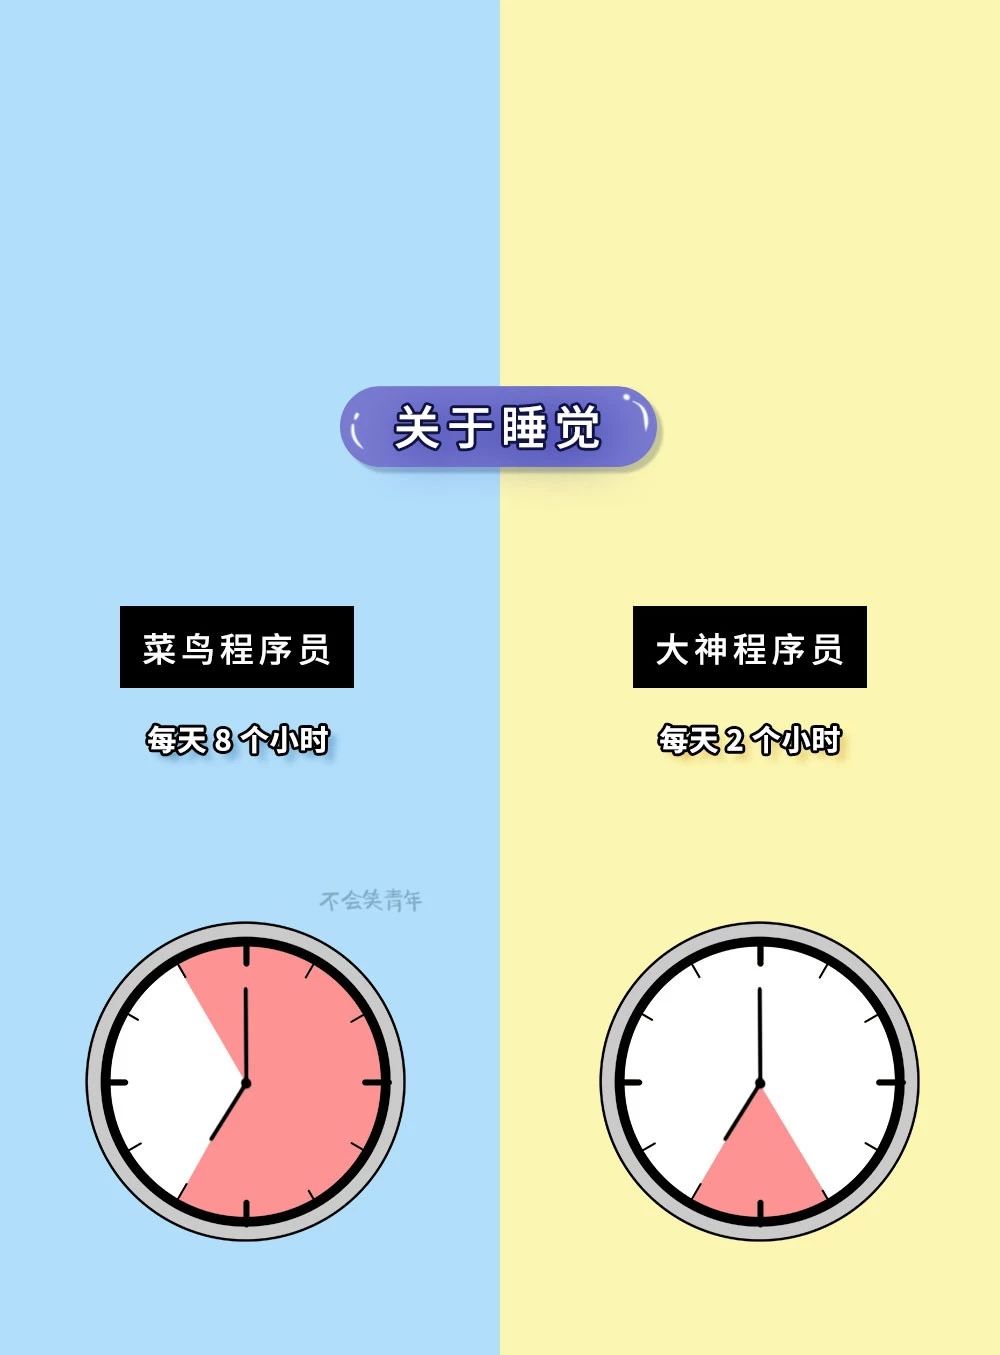 关于睡觉
菜鸟程序员
每天 8 个小时
大神程序员
每天 2 个小时
不会笑青年